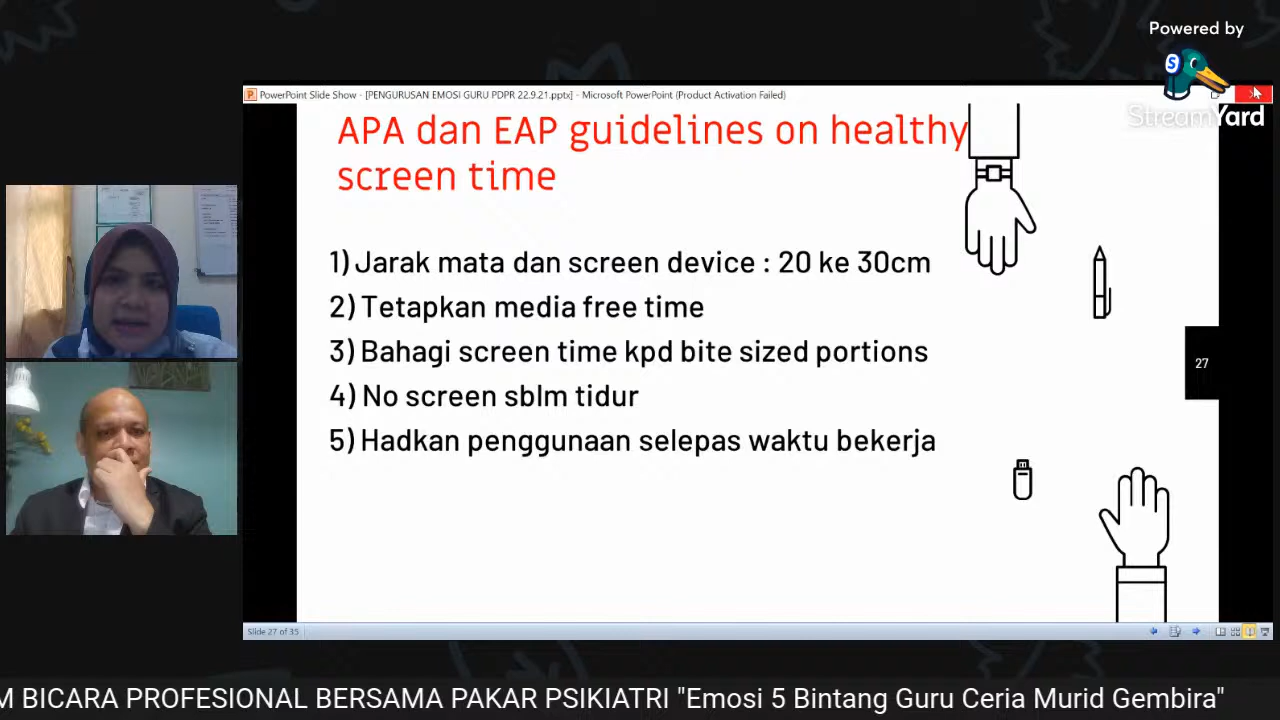 Powered by
StreamYard
PowerPoint Slide Show - [PENGURUSAN EMOSI GURU PDPR 22.9.21.pptx] - Microsoft PowerPoint (Product Activation Failed)
APA dan EAP guidelines on healthy
screen time
1) Jarak mata dan screen device : 20 ke 30cm
2) Tetapkan media free time
3) Bahagi screen time kpd bite sized portions
4) No screen sblm tidur
5) Hadkan penggunaan selepas waktu bekerja
27
Slide 27 of 35
M BICARA PROFESIONAL BERSAMA PAKAR PSIKIATRI "Emosi 5 Bintang Guru Ceria Murid Gembira"